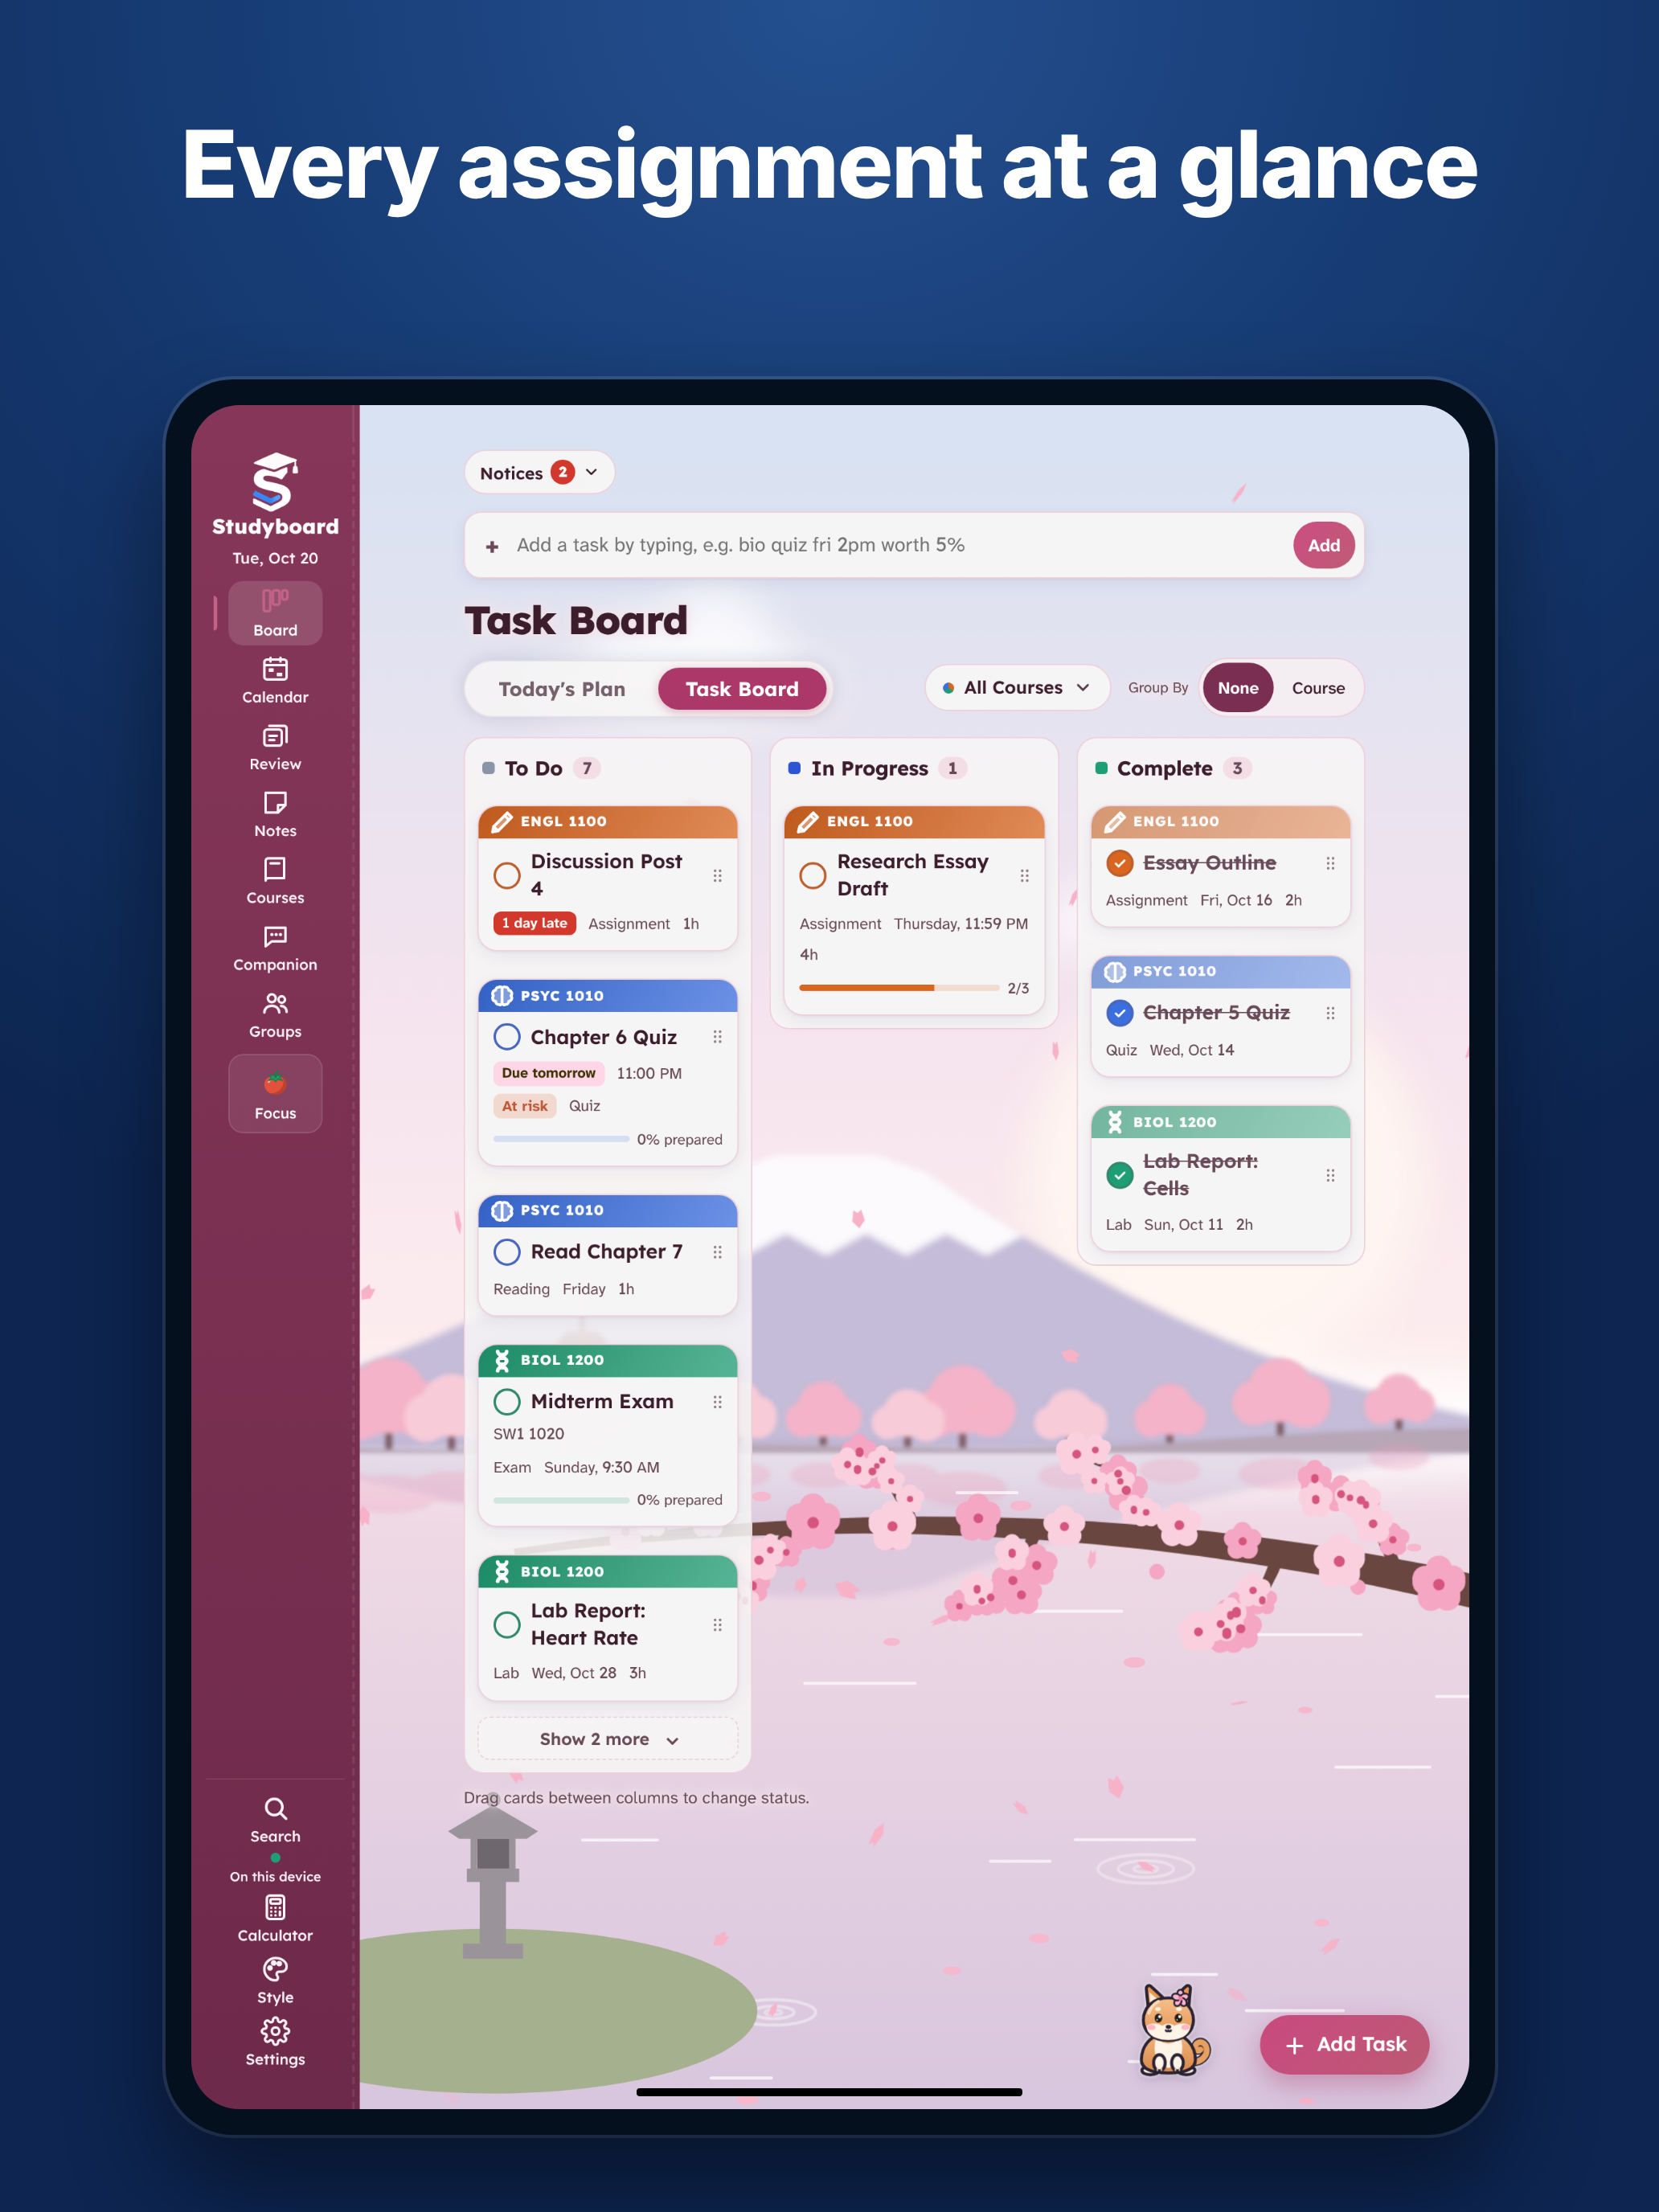 Every assignment at a glance
Studyboard
Tue, Oct 20
Board
Calendar
Review
Notes
Courses
Companion
Groups
Focus
Search
On this device
Calculator
Style
Settings
Notices 2
+ Add a task by typing, e.g. bio quiz fri 2pm worth 5%
Add
Task Board
Today's Plan
Task Board
All Courses
Group By
None
Course
To Do 7
ENGL 1100
Discussion Post
4
1 day late Assignment 1h
PSYC 1010
Chapter 6 Quiz
Due tomorrow 11:00 PM
At risk Quiz
0% prepared
PSYC 1010
Read Chapter 7
Reading Friday 1h
BIOL 1200
Midterm Exam
SW1 1020
Exam Sunday, 9:30 AM
0% prepared
BIOL 1200
Lab Report:
Heart Rate
Lab Wed, Oct 28 3h
Show 2 more
In Progress 1
ENGL 1100
Research Essay
Draft
Assignment Thursday, 11:59 PM
4h
2/3
Complete 3
ENGL 1100
Essay Outline
Assignment Fri, Oct 16 2h
PSYC 1010
Chapter 5 Quiz
Quiz Wed, Oct 14
BIOL 1200
Lab Report:
Cells
Lab Sun, Oct 11 2h
Drag cards between columns to change status.
+ Add Task